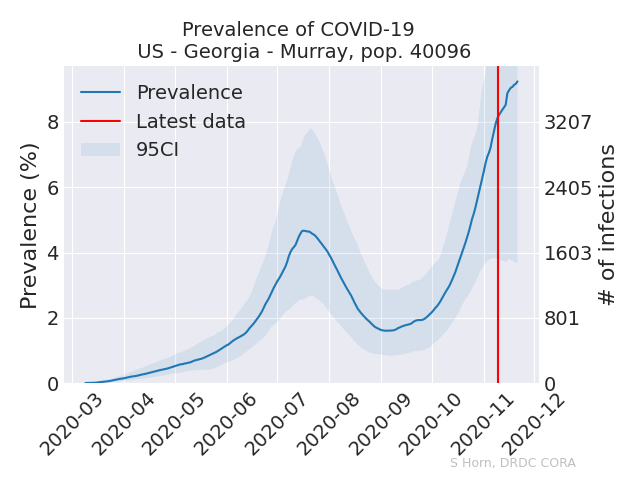 Prevalence of COVID-19
US - Georgia - Murray, pop. 40096
Prevalence
Latest data
95CI
Prevalence (%)
8
6
4
2
0
# of infections
3207
2405
1603
801
0
2020-03
2020-04
2020-05
2020-06
2020-07
2020-08
2020-09
2020-10
2020-11
2020-12
S Horn, DRDC CORA